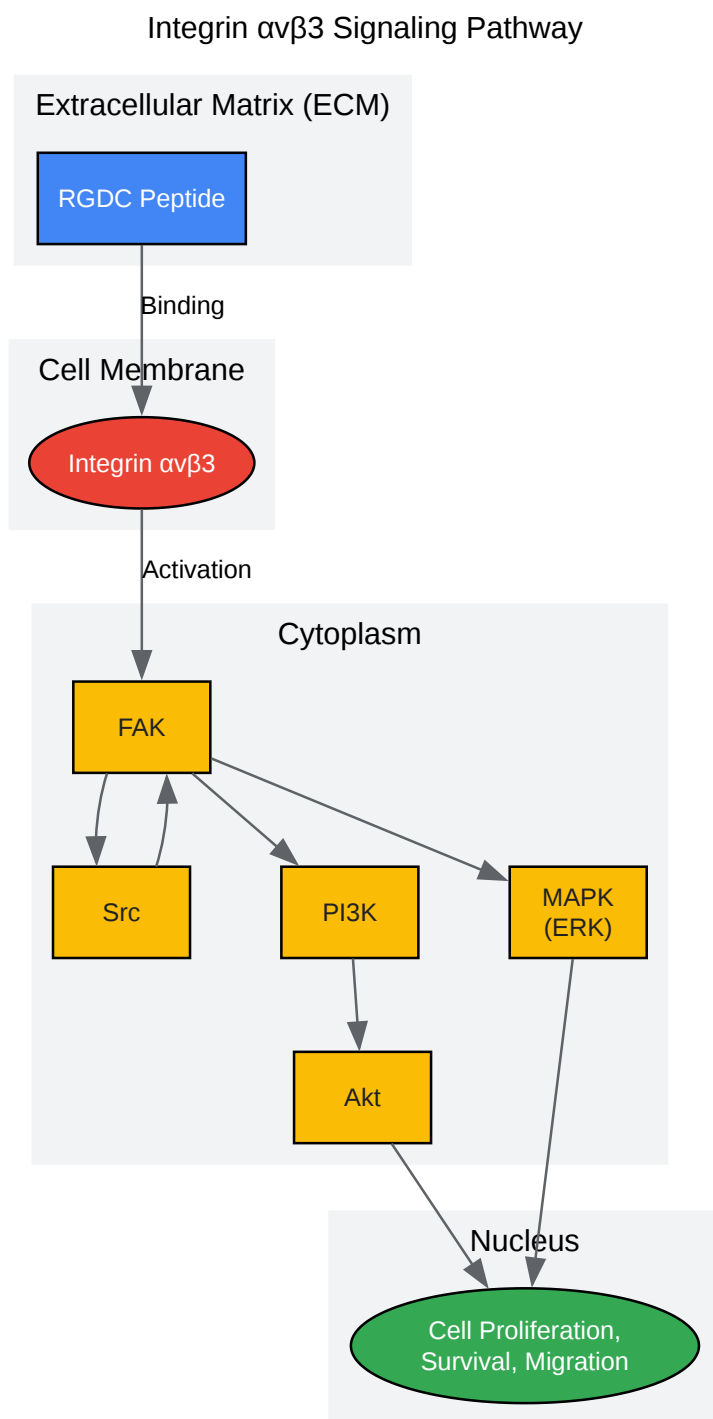 Integrin αvβ3 Signaling Pathway
Extracellular Matrix (ECM)
RGDC Peptide
Binding
Cell Membrane
Integrin αvβ3
Activation
Cytoplasm
FAK
Src
PI3K
MAPK
(ERK)
Akt
Nucleus
Cell Proliferation,
Survival, Migration